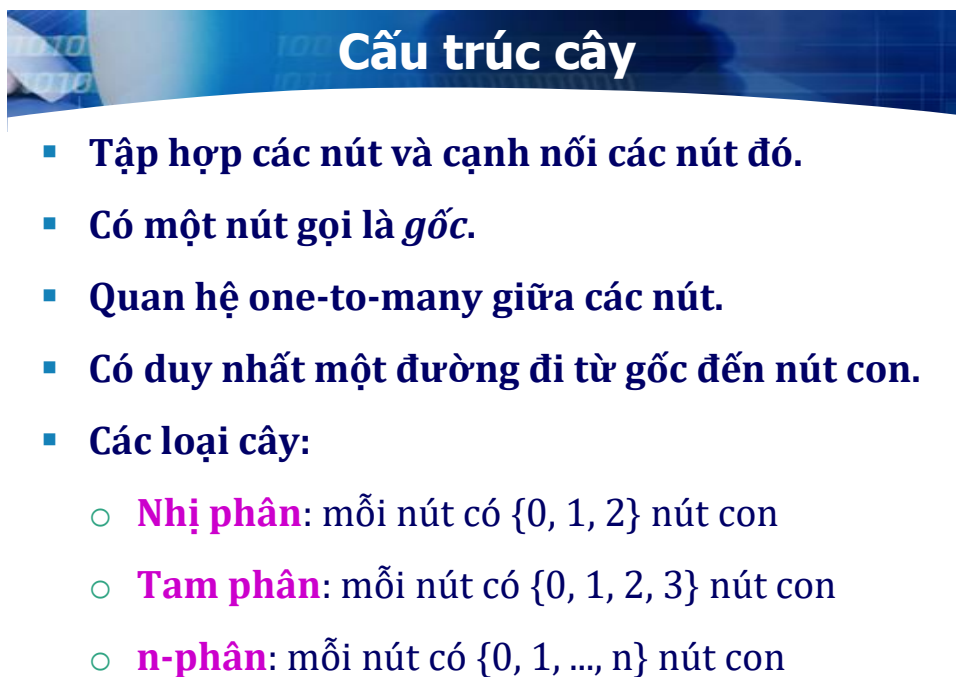 Cấu trúc cây
▪ Tập hợp các nút và cạnh nối các nút đó.
▪ Có một nút gọi là gốc.
▪ Quan hệ one-to-many giữa các nút.
▪ Có duy nhất một đường đi từ gốc đến nút con.
▪ Các loại cây:
o Nhị phân: mỗi nút có {0, 1, 2} nút con
o Tam phân: mỗi nút có {0, 1, 2, 3} nút con
o n-phân: mỗi nút có {0, 1, ..., n} nút con